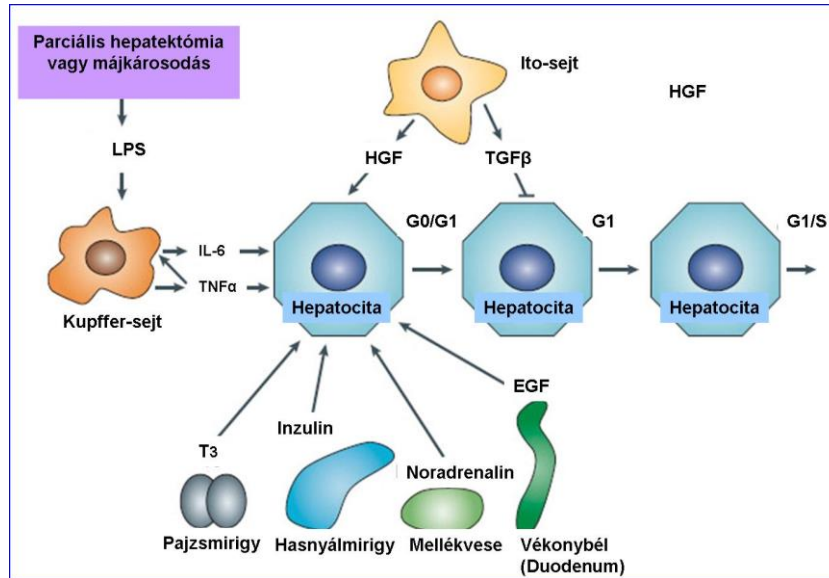 Parciális hepatektómia
vagy májkárosodás
Ito-sejt
HGF
LPS
HGF
TGFβ
G0/G1
G1
G1/S
IL-6
TNFα
Hepatocita
Hepatocita
Hepatocita
Kupffer-sejt
EGF
Inzulin
T3
Noradrenalin
Pajzsmirigy
Hasnyálmirigy
Mellékvese
Vékonybél
(Duodenum)